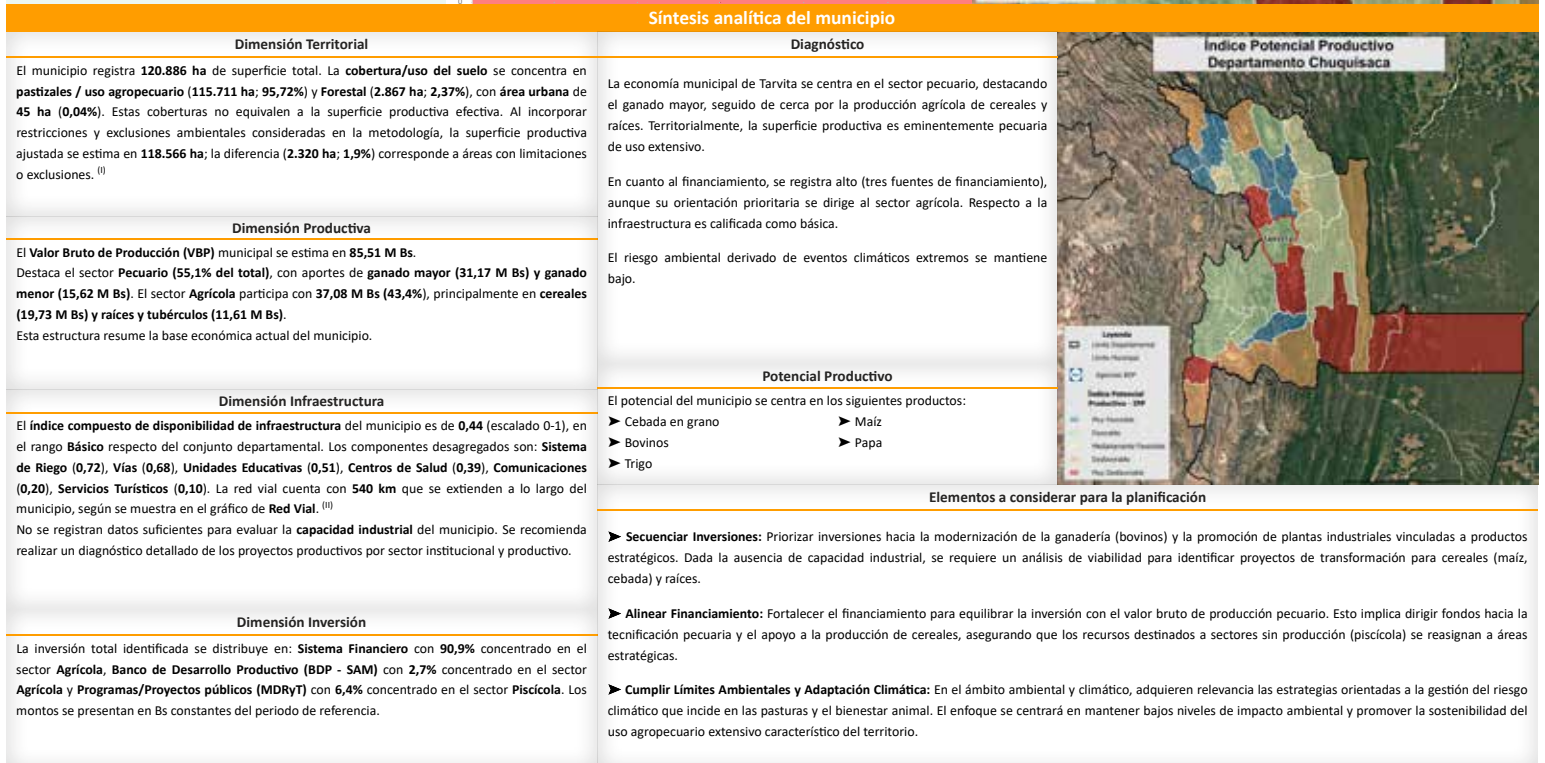 Síntesis analítica del municipio
Dimensión Territorial
El municipio registra 120.886 ha de superficie total. La cobertura/uso del suelo se concentra en
pastizales / uso agropecuario (115.711 ha; 95,72%) y Forestal (2.867 ha; 2,37%), con área urbana de
45 ha (0,04%). Estas coberturas no equivalen a la superficie productiva efectiva. Al incorporar
restricciones y exclusiones ambientales consideradas en la metodología, la superficie productiva
ajustada se estima en 118.566 ha; la diferencia (2.320 ha; 1,9%) corresponde a áreas con limitaciones
o exclusiones. (I)
Dimensión Productiva
El Valor Bruto de Producción (VBP) municipal se estima en 85,51 M Bs.
Destaca el sector Pecuario (55,1% del total), con aportes de ganado mayor (31,17 M Bs) y ganado
menor (15,62 M Bs). El sector Agrícola participa con 37,08 M Bs (43,4%), principalmente en cereales
(19,73 M Bs) y raíces y tubérculos (11,61 M Bs).
Esta estructura resume la base económica actual del municipio.
Dimensión Infraestructura
El índice compuesto de disponibilidad de infraestructura del municipio es de 0,44 (escalado 0-1), en
el rango Básico respecto del conjunto departamental. Los componentes desagregados son: Sistema
de Riego (0,72), Vías (0,68), Unidades Educativas (0,51), Centros de Salud (0,39), Comunicaciones
(0,20), Servicios Turísticos (0,10). La red vial cuenta con 540 km que se extienden a lo largo del
municipio, según se muestra en el gráfico de Red Vial. (II)
No se registran datos suficientes para evaluar la capacidad industrial del municipio. Se recomienda
realizar un diagnóstico detallado de los proyectos productivos por sector institucional y productivo.
Dimensión Inversión
La inversión total identificada se distribuye en: Sistema Financiero con 90,9% concentrado en el
sector Agrícola, Banco de Desarrollo Productivo (BDP - SAM) con 2,7% concentrado en el sector
Agrícola y Programas/Proyectos públicos (MDRyT) con 6,4% concentrado en el sector Piscícola. Los
montos se presentan en Bs constantes del periodo de referencia.
Diagnóstico
La economía municipal de Tarvita se centra en el sector pecuario, destacando
el ganado mayor, seguido de cerca por la producción agrícola de cereales y
raíces. Territorialmente, la superficie productiva es eminentemente pecuaria
de uso extensivo.
En cuanto al financiamiento, se registra alto (tres fuentes de financiamiento),
aunque su orientación prioritaria se dirige al sector agrícola. Respecto a la
infraestructura es calificada como básica.
El riesgo ambiental derivado de eventos climáticos extremos se mantiene
bajo.
Potencial Productivo
El potencial del municipio se centra en los siguientes productos:
➤ Cebada en grano
➤ Bovinos
➤ Trigo
➤ Maíz
➤ Papa
Índice Potencial Productivo
Departamento Chuquisaca
Tarvita
Leyenda
Límite Departamental
Límite Municipal
Agencias BDP
Índice Potencial
Productivo - IPP
Muy Favorable
Favorable
Medianamente Favorable
Desfavorable
Muy Desfavorable
Elementos a considerar para la planificación
➤ Secuenciar Inversiones: Priorizar inversiones hacia la modernización de la ganadería (bovinos) y la promoción de plantas industriales vinculadas a productos
estratégicos. Dada la ausencia de capacidad industrial, se requiere un análisis de viabilidad para identificar proyectos de transformación para cereales (maíz,
cebada) y raíces.
➤ Alinear Financiamiento: Fortalecer el financiamiento para equilibrar la inversión con el valor bruto de producción pecuario. Esto implica dirigir fondos hacia la
tecnificación pecuaria y el apoyo a la producción de cereales, asegurando que los recursos destinados a sectores sin producción (piscícola) se reasignan a áreas
estratégicas.
➤ Cumplir Límites Ambientales y Adaptación Climática: En el ámbito ambiental y climático, adquieren relevancia las estrategias orientadas a la gestión del riesgo
climático que incide en las pasturas y el bienestar animal. El enfoque se centrará en mantener bajos niveles de impacto ambiental y promover la sostenibilidad del
uso agropecuario extensivo característico del territorio.